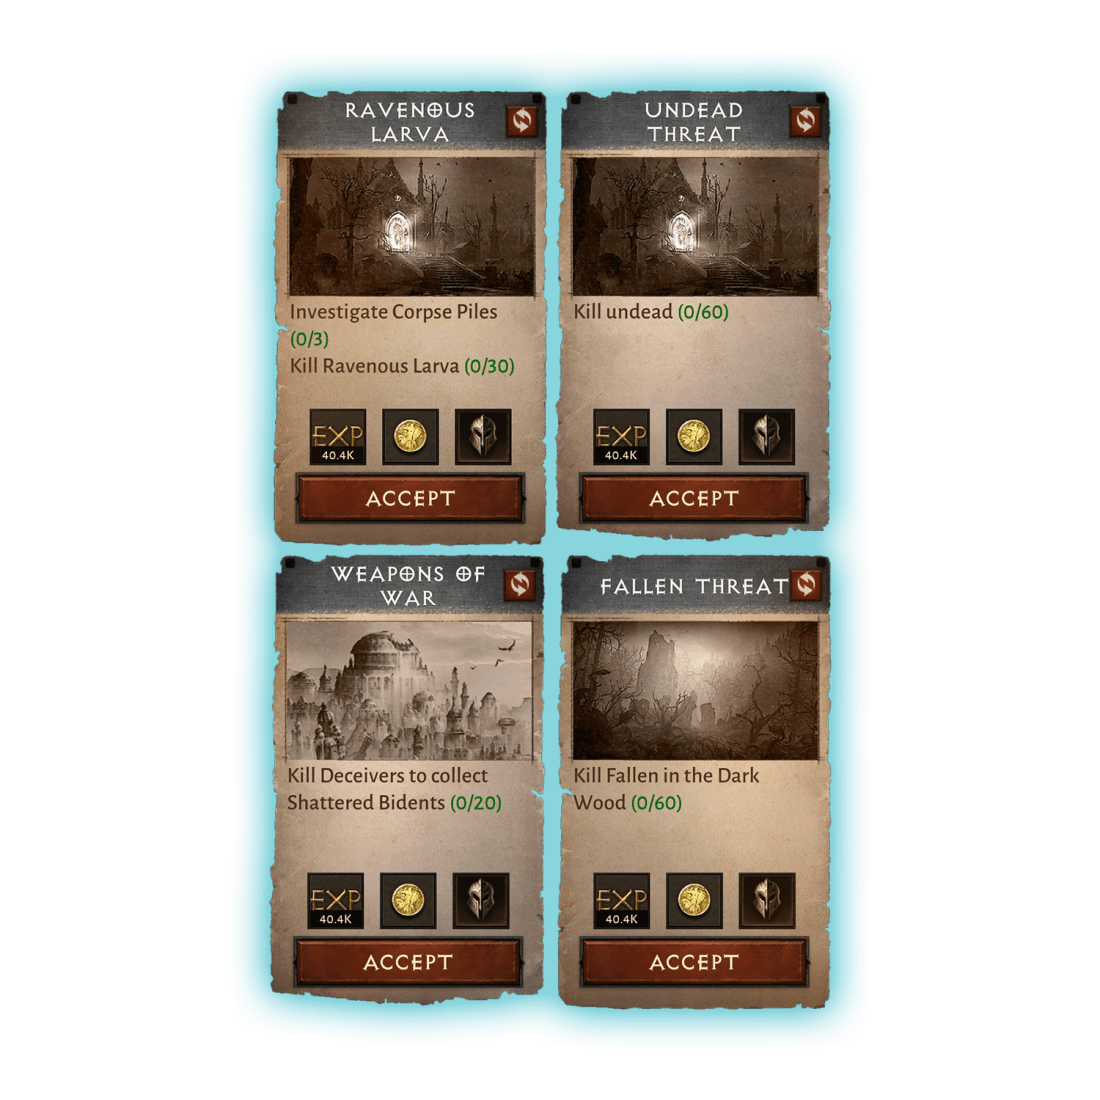 RAVENOUS
LARVA
Investigate Corpse Piles
(0/3)
Kill Ravenous Larva (0/30)
EXP
40.4K
ACCEPT
UNDEAD
THREAT
Kill undead (0/60)
EXP
40.4K
ACCEPT
WEAPONS OF
WAR
Kill Deceivers to collect
Shattered Bidents (0/20)
EXP
40.4K
ACCEPT
FALLEN THREAT
Kill Fallen in the Dark
Wood (0/60)
EXP
40.4K
ACCEPT